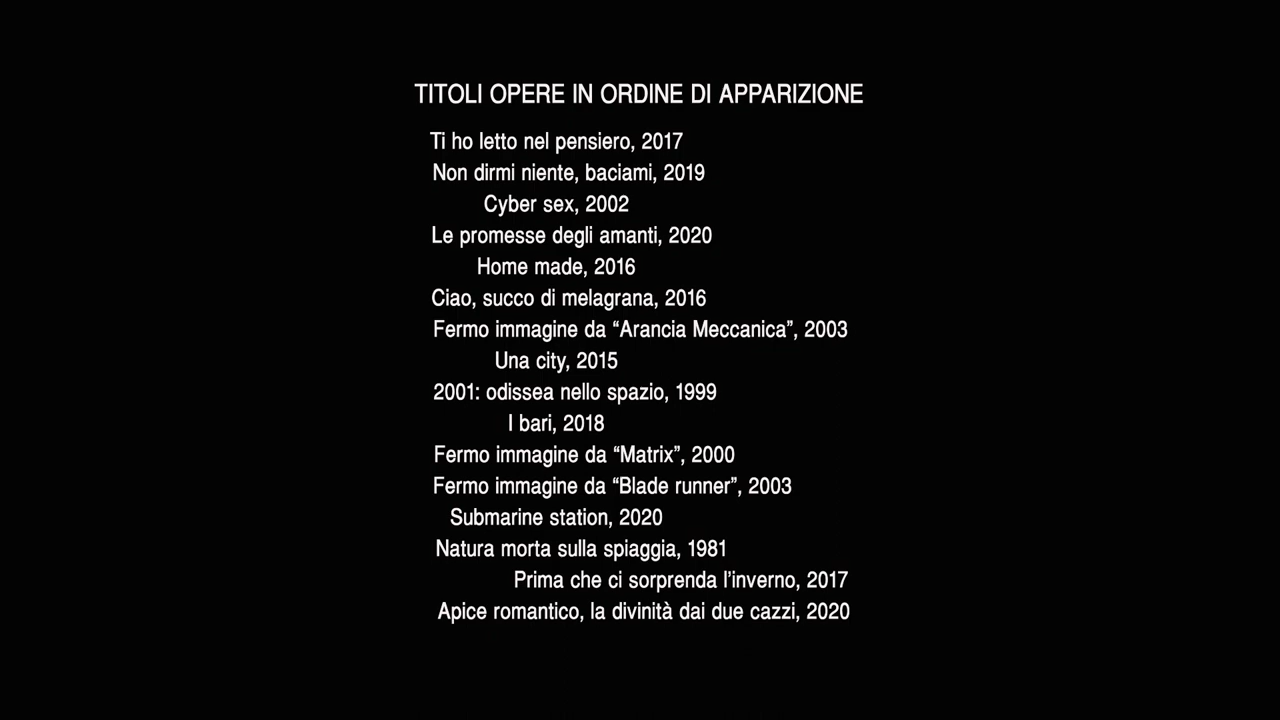 TITOLI OPERE IN ORDINE DI APPARIZIONE
Ti ho letto nel pensiero, 2017
Non dirmi niente, baciami, 2019
Cyber sex, 2002
Le promesse degli amanti, 2020
Home made, 2016
Ciao, succo di melagrana, 2016
Fermo immagine da “Arancia Meccanica”, 2003
Una city, 2015
2001: odissea nello spazio, 1999
I bari, 2018
Fermo immagine da “Matrix”, 2000
Fermo immagine da “Blade runner”, 2003
Submarine station, 2020
Natura morta sulla spiaggia, 1981
Prima che ci sorprenda l’inverno, 2017
Apice romantico, la divinità dai due cazzi, 2020